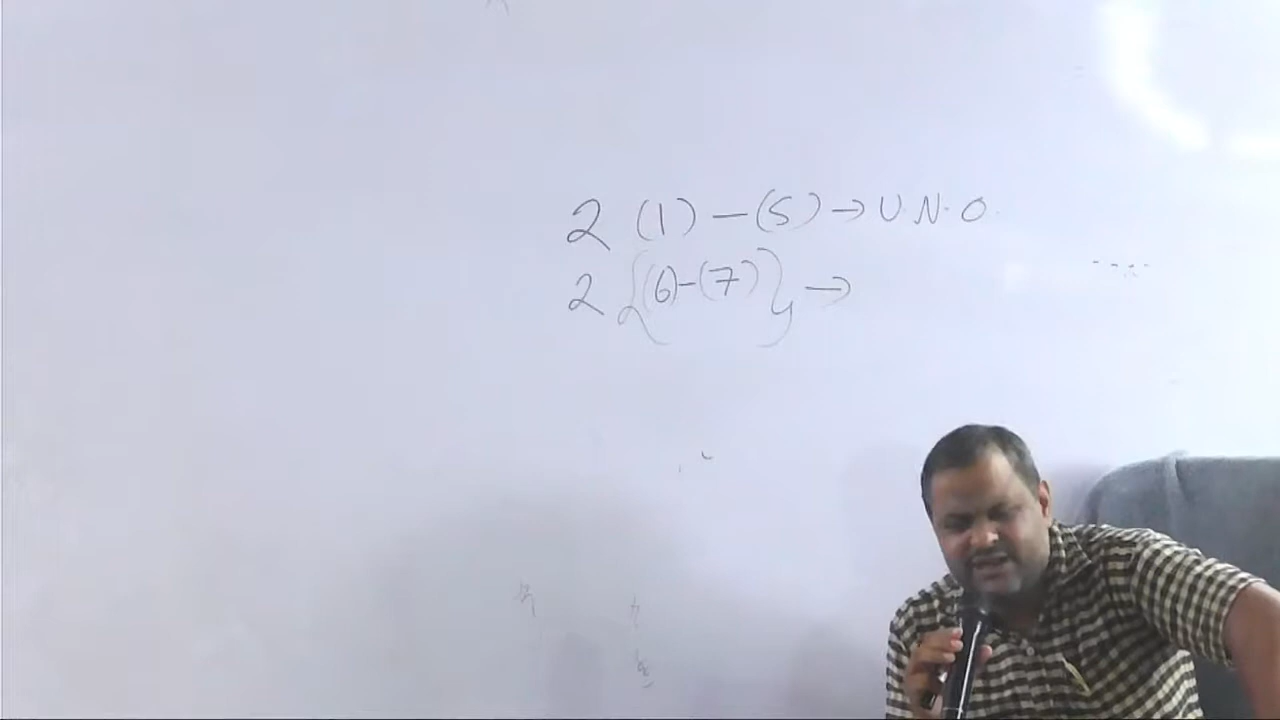 2 (1) – (5) → U.N.O.
2 {(6)–(7)} →